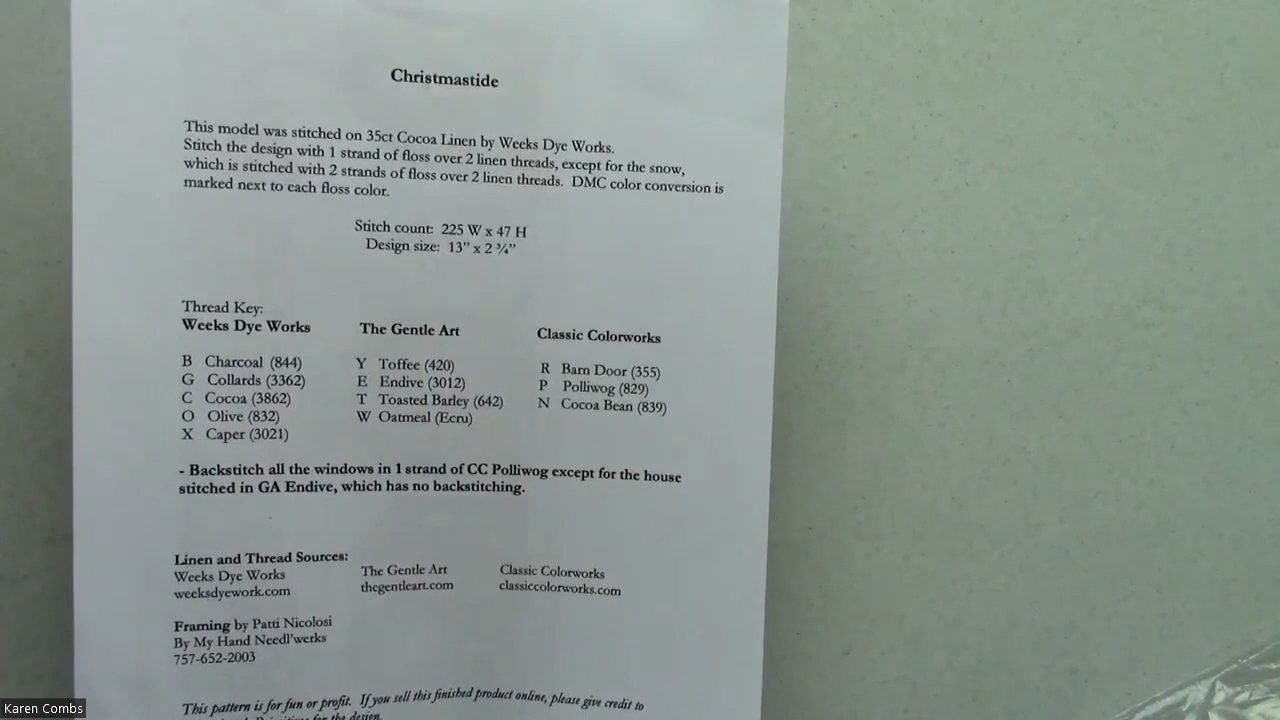 Christmastide
This model was stitched on 35ct Cocoa Linen by Weeks Dye Works.
Stitch the design with 1 strand of floss over 2 linen threads, except for the snow,
which is stitched with 2 strands of floss over 2 linen threads. DMC color conversion is
marked next to each floss color.
Stitch count: 225 W x 47 H
Design size: 13” x 2 ¾”
Thread Key:
Weeks Dye Works
B Charcoal (844)
G Collards (3362)
C Cocoa (3862)
O Olive (832)
X Caper (3021)
The Gentle Art
Y Toffee (420)
E Endive (3012)
T Toasted Barley (642)
W Oatmeal (Ecru)
Classic Colorworks
R Barn Door (355)
P Polliwog (829)
N Cocoa Bean (839)
- Backstitch all the windows in 1 strand of CC Polliwog except for the house
stitched in GA Endive, which has no backstitching.
Linen and Thread Sources:
Weeks Dye Works
weeksdyework.com
The Gentle Art
thegentleart.com
Classic Colorworks
classiccolorworks.com
Framing by Patti Nicolosi
By My Hand Needl'werks
757-652-2003
This pattern is for fun or profit. If you sell this finished product online, please give credit to
for the design.
Karen Combs